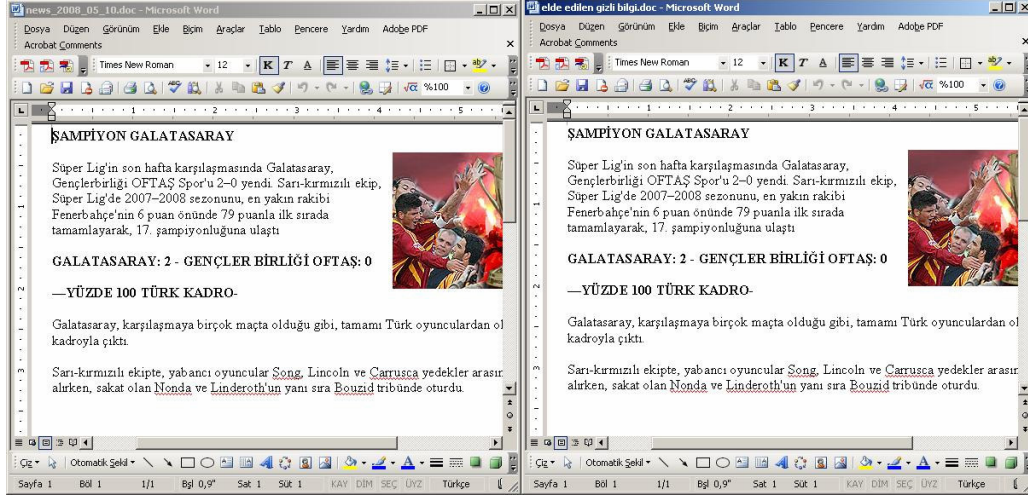 news_2008_05_10.doc - Microsoft Word
Dosya Düzen Görünüm Ekle Biçim Araçlar Tablo Pencere Yardım Adobe PDF
Acrobat Comments
Times New Roman 12 K T A
%100
ŞAMPİYON GALATASARAY
Süper Lig'in son hafta karşılaşmasında Galatasaray,
Gençlerbirliği OFTAŞ Spor'u 2–0 yendi. Sarı-kırmızılı ekip,
Süper Lig'de 2007–2008 sezonunu, en yakın rakibi
Fenerbahçe'nin 6 puan önünde 79 puanla ilk sırada
tamamlayarak, 17. şampiyonluğuna ulaştı
GALATASARAY: 2 - GENÇLER BİRLİĞİ OFTAŞ: 0
—YÜZDE 100 TÜRK KADRO-
Galatasaray, karşılaşmaya birçok maçta olduğu gibi, tamamı Türk oyunculardan ol
kadroyla çıktı.
Sarı-kırmızılı ekipte, yabancı oyuncular Song, Lincoln ve Carrusca yedekler arasın
alırken, sakat olan Nonda ve Linderoth'un yanı sıra Bouzid tribünde oturdu.
Çiz Otomatik Şekil
Sayfa 1 Böl 1 1/1 Bşl 0,9" Sat 1 Süt 1 KAY DİM SEÇ ÜYZ Türkçe
elde edilen gizli bilgi.doc - Microsoft Word
Dosya Düzen Görünüm Ekle Biçim Araçlar Tablo Pencere Yardım Adobe PDF
Acrobat Comments
Times New Roman 12 K T A
%100
ŞAMPİYON GALATASARAY
Süper Lig'in son hafta karşılaşmasında Galatasaray,
Gençlerbirliği OFTAŞ Spor'u 2–0 yendi. Sarı-kırmızılı ekip,
Süper Lig'de 2007–2008 sezonunu, en yakın rakibi
Fenerbahçe'nin 6 puan önünde 79 puanla ilk sırada
tamamlayarak, 17. şampiyonluğuna ulaştı
GALATASARAY: 2 - GENÇLER BİRLİĞİ OFTAŞ: 0
—YÜZDE 100 TÜRK KADRO-
Galatasaray, karşılaşmaya birçok maçta olduğu gibi, tamamı Türk oyunculardan ol
kadroyla çıktı.
Sarı-kırmızılı ekipte, yabancı oyuncular Song, Lincoln ve Carrusca yedekler arasın
alırken, sakat olan Nonda ve Linderoth'un yanı sıra Bouzid tribünde oturdu.
Çiz Otomatik Şekil
Sayfa 1 Böl 1 1/1 Bşl 0,9" Sat 1 Süt 1 KAY DİM SEÇ ÜYZ Türkçe